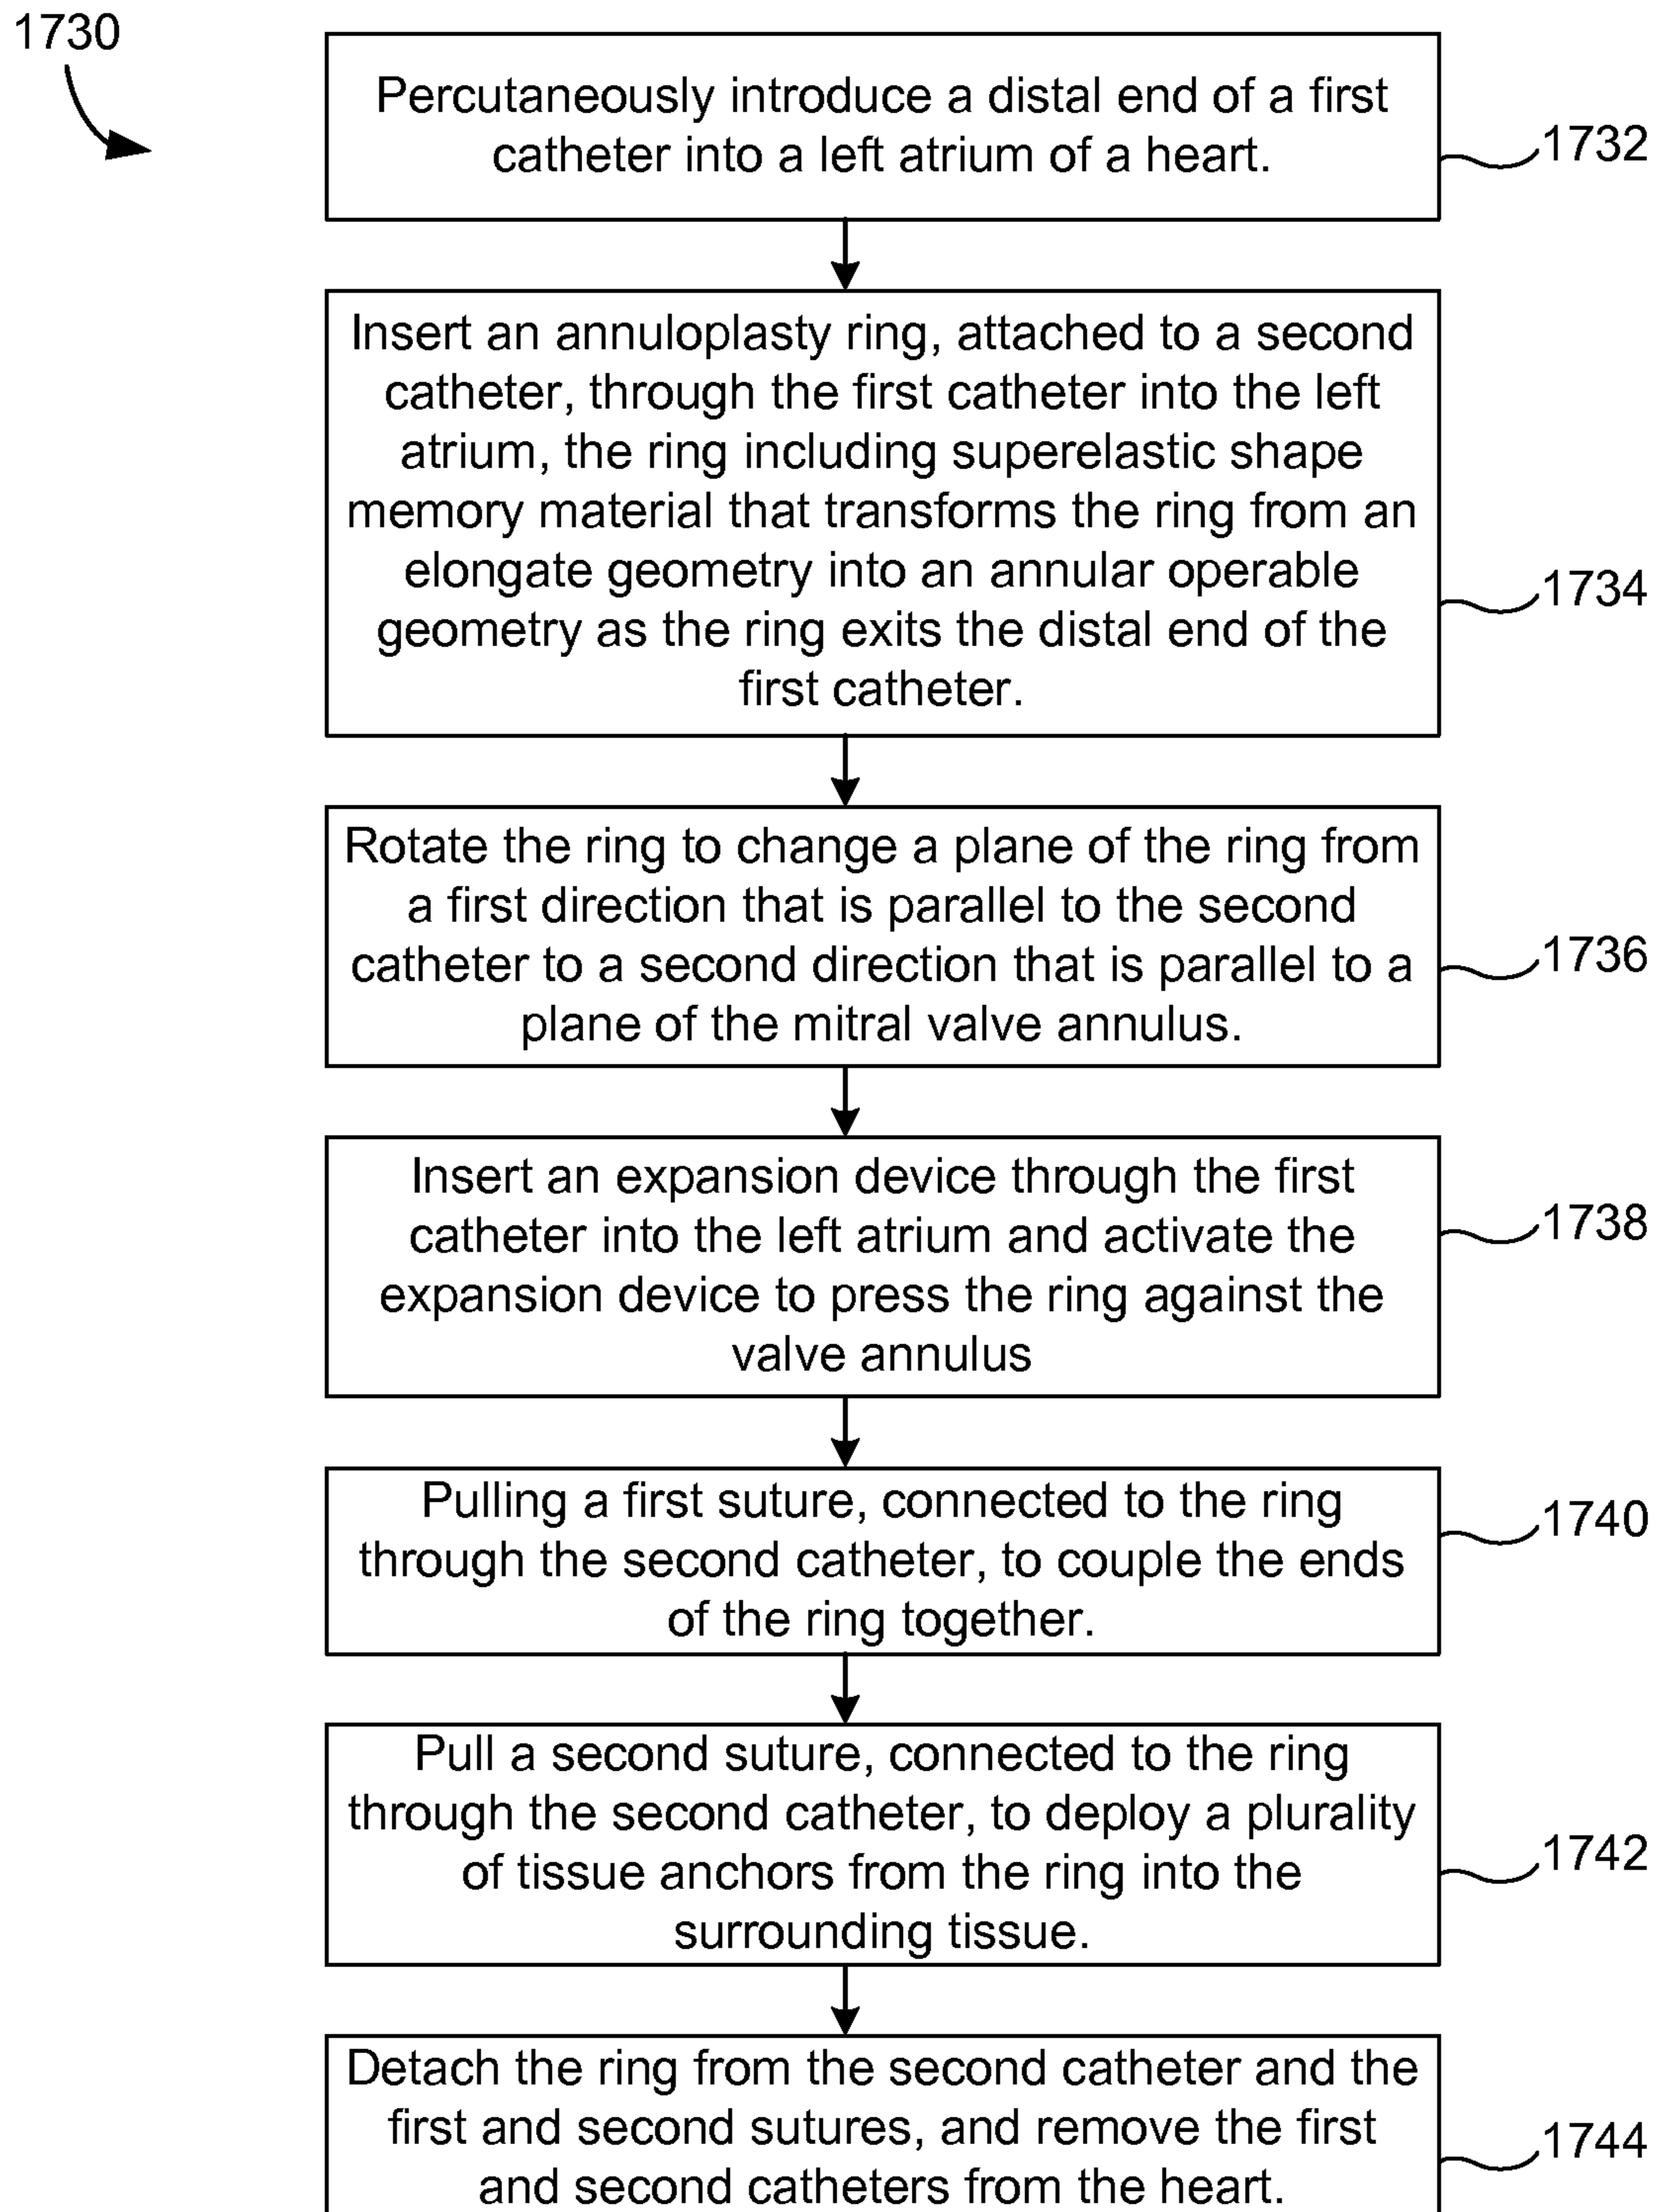 1730
Percutaneously introduce a distal end of a first
catheter into a left atrium of a heart.
1732
Insert an annuloplasty ring, attached to a second
catheter, through the first catheter into the left
atrium, the ring including superelastic shape
memory material that transforms the ring from an
elongate geometry into an annular operable
geometry as the ring exits the distal end of the
first catheter.
1734
Rotate the ring to change a plane of the ring from
a first direction that is parallel to the second
catheter to a second direction that is parallel to a
plane of the mitral valve annulus.
1736
Insert an expansion device through the first
catheter into the left atrium and activate the
expansion device to press the ring against the
valve annulus
1738
Pulling a first suture, connected to the ring
through the second catheter, to couple the ends
of the ring together.
1740
Pull a second suture, connected to the ring
through the second catheter, to deploy a plurality
of tissue anchors from the ring into the
surrounding tissue.
1742
Detach the ring from the second catheter and the
first and second sutures, and remove the first
and second catheters from the heart.
1744